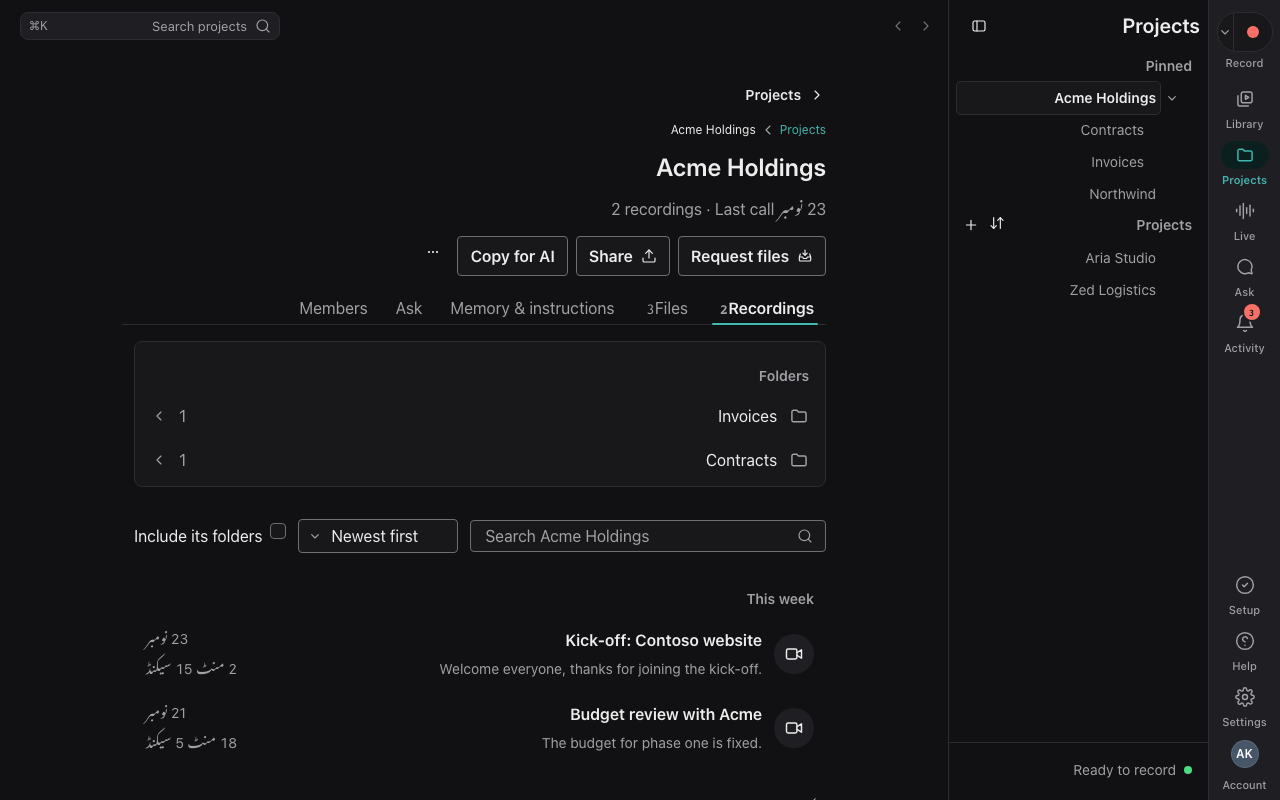 Search projects ⌘K
Projects
Acme Holdings
Projects
Acme Holdings
2 recordings · Last call 23 نومبر
Request files
Share
Copy for AI
...
Recordings 2
Files 3
Memory & instructions
Ask
Members
Folders
Invoices 1
Contracts 1
Search Acme Holdings
Newest first
Include its folders
This week
Kick-off: Contoso website
23 نومبر
Welcome everyone, thanks for joining the kick-off.
2 منٹ 15 سیکنڈ
Budget review with Acme
21 نومبر
The budget for phase one is fixed.
18 منٹ 5 سیکنڈ
Projects
Pinned
Acme Holdings
Contracts
Invoices
Northwind
Projects
Aria Studio
Zed Logistics
Ready to record
Record
Library
Projects
Live
Ask
3
Activity
Setup
Help
Settings
AK
Account